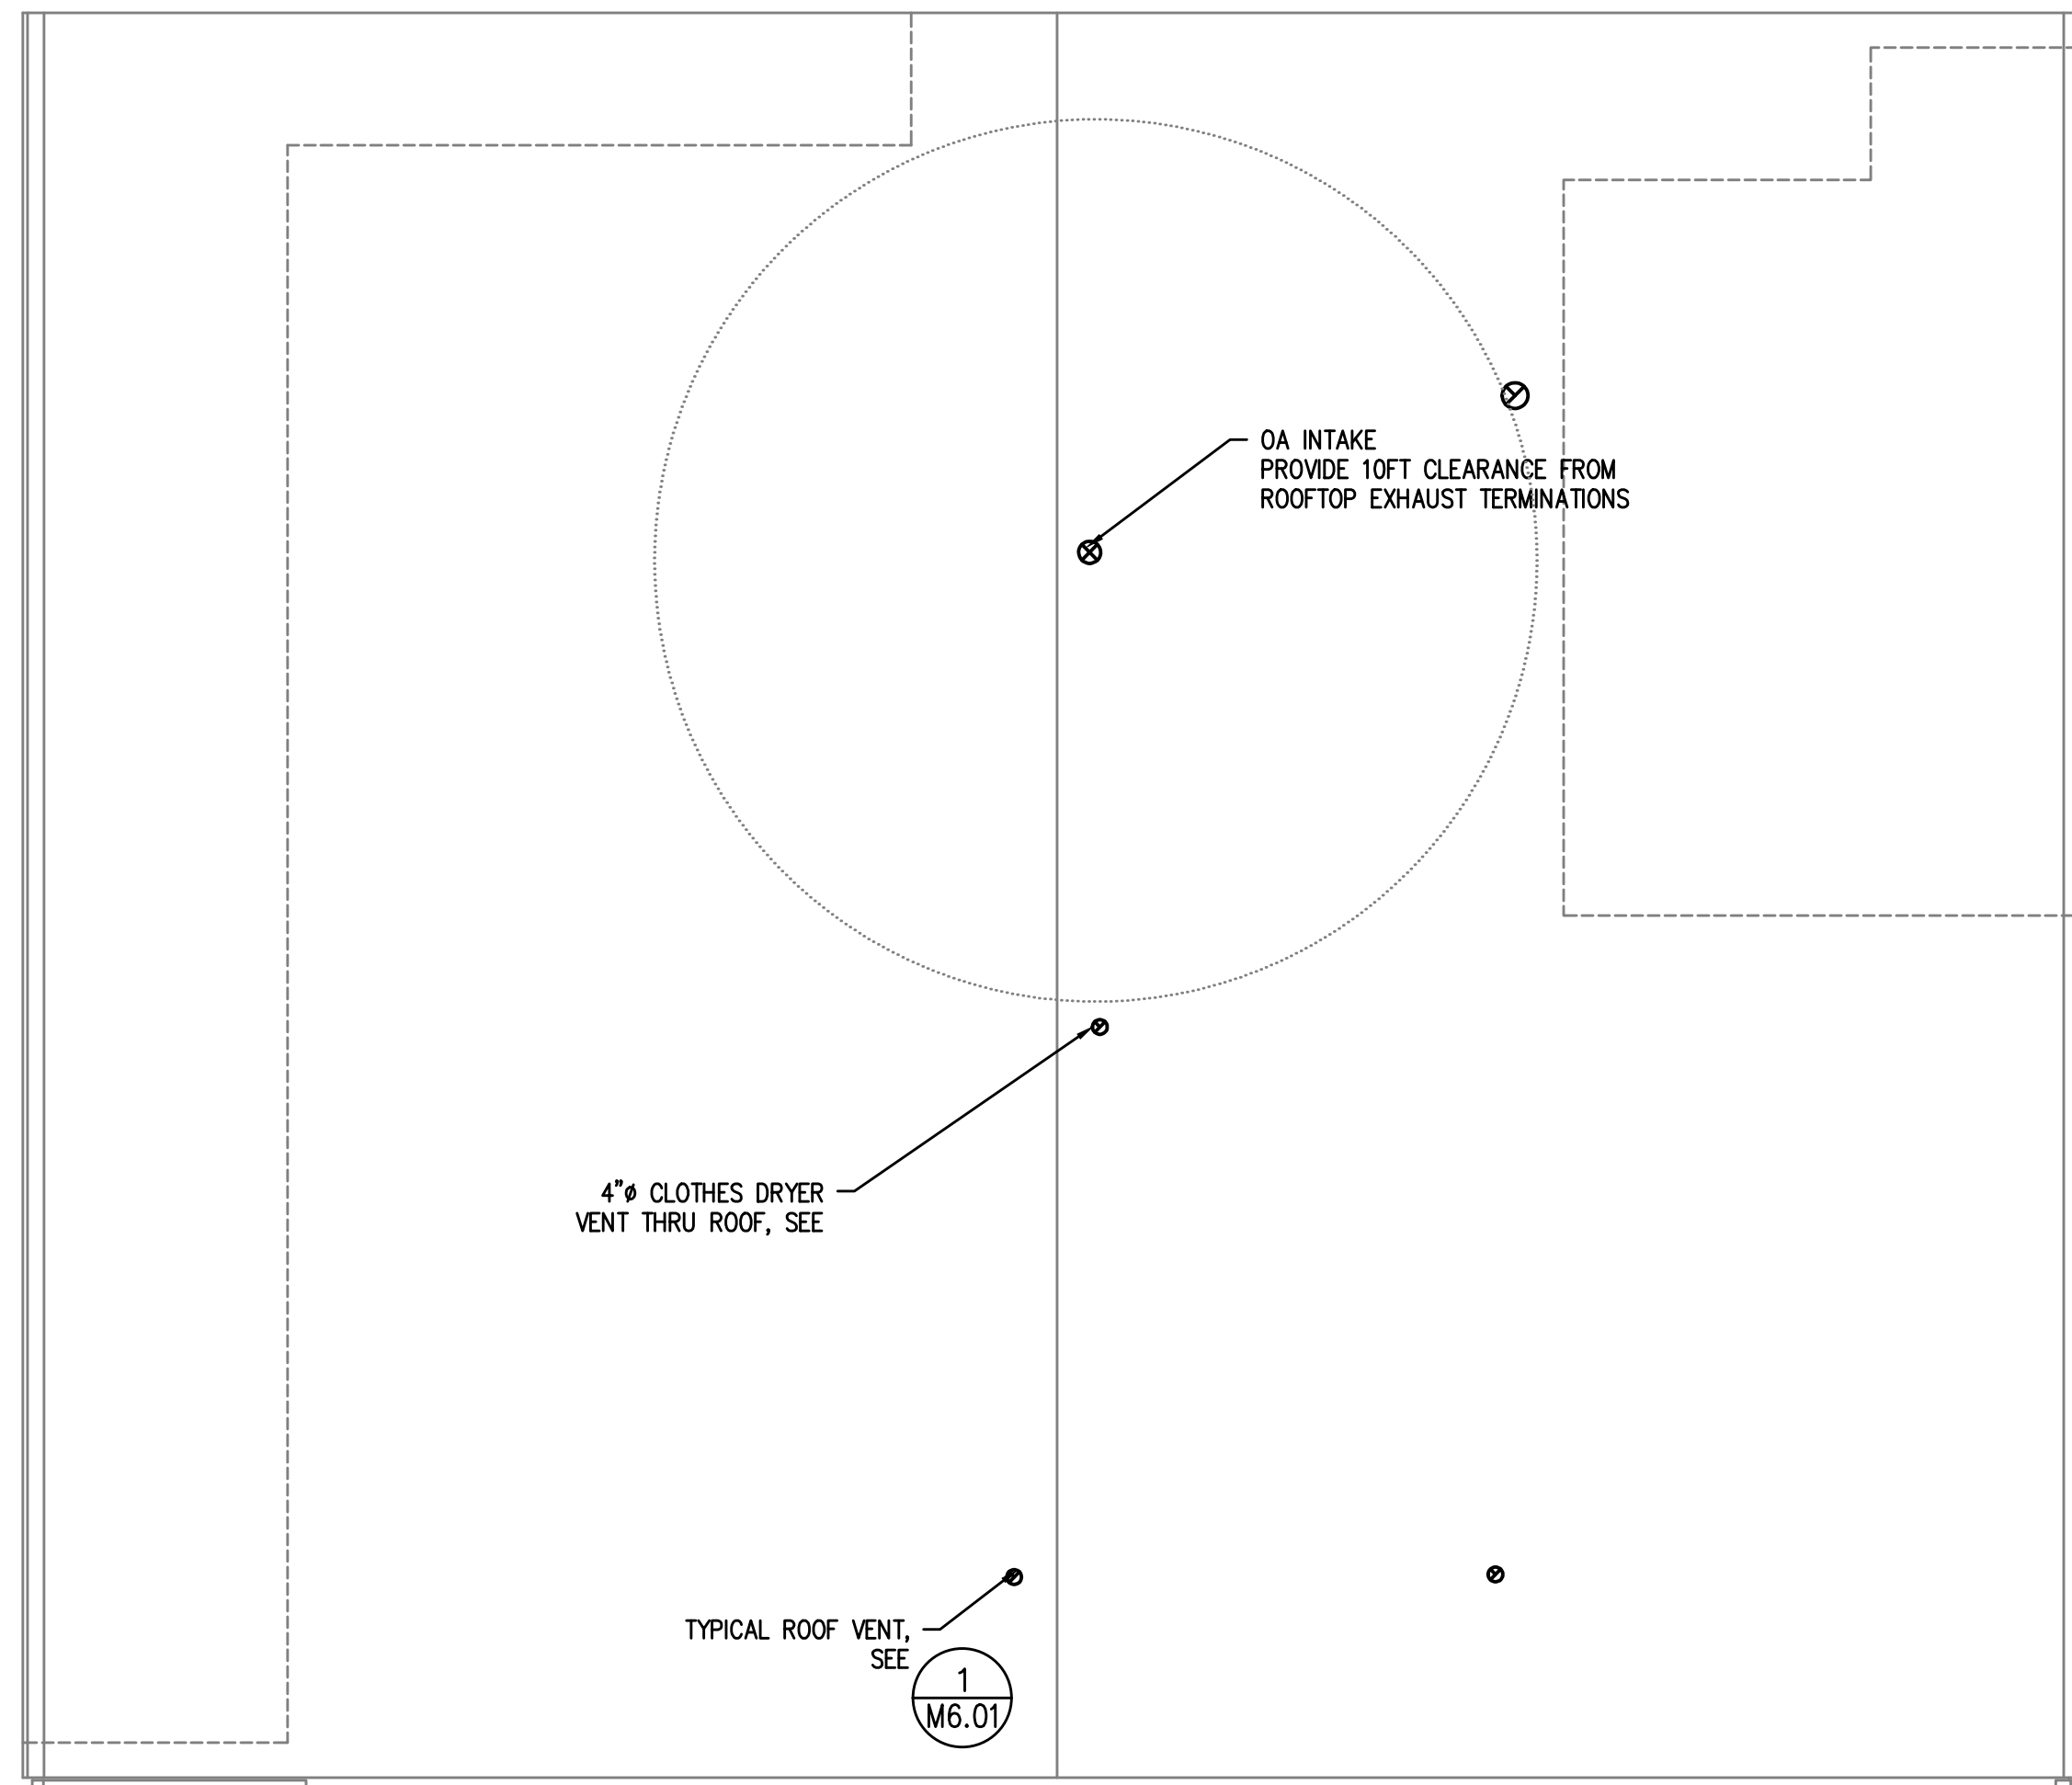 OA INTAKE
PROVIDE 10FT CLEARANCE FROM
ROOFTOP EXHAUST TERMINATIONS
4"ø CLOTHES DRYER
VENT THRU ROOF, SEE
TYPICAL ROOF VENT,
SEE
1
M6.01